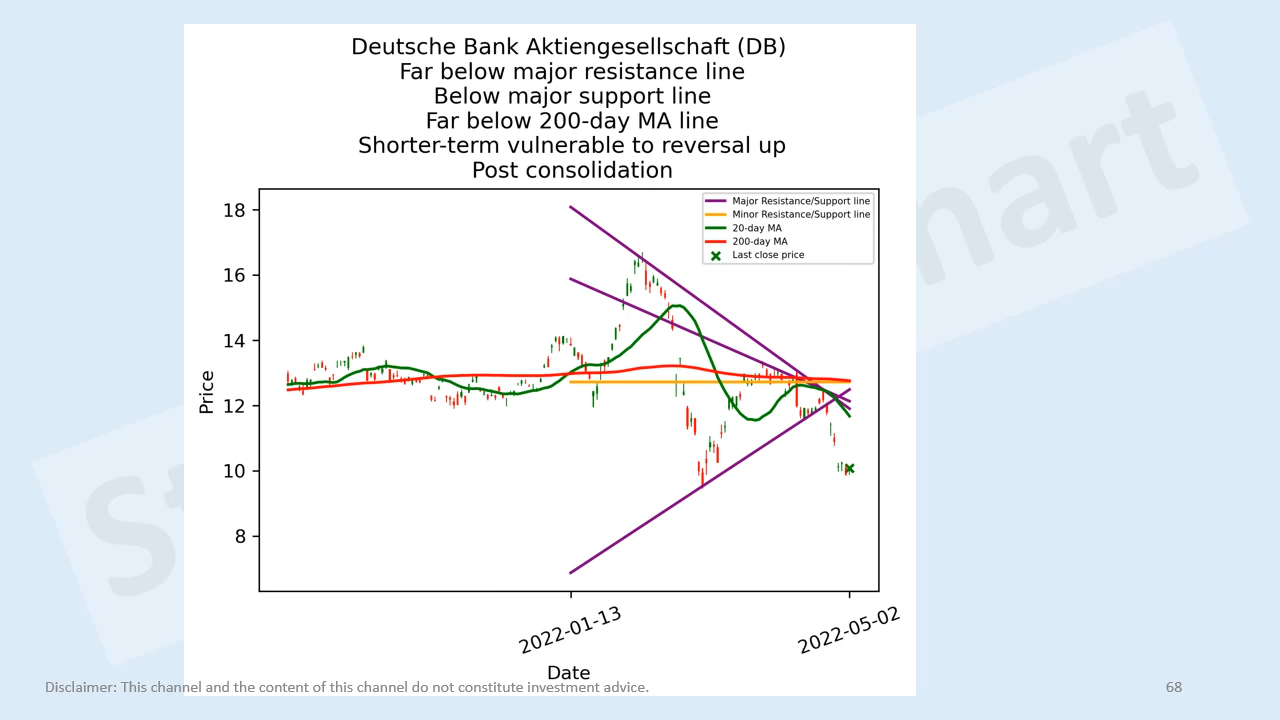 Deutsche Bank Aktiengesellschaft (DB)
Far below major resistance line
Below major support line
Far below 200-day MA line
Shorter-term vulnerable to reversal up
Post consolidation
Major Resistance/Support line
Minor Resistance/Support line
20-day MA
200-day MA
Last close price
18
16
14
12
10
8
Price
2022-01-13
2022-05-02
Date
Disclaimer: This channel and the content of this channel do not constitute investment advice.
68